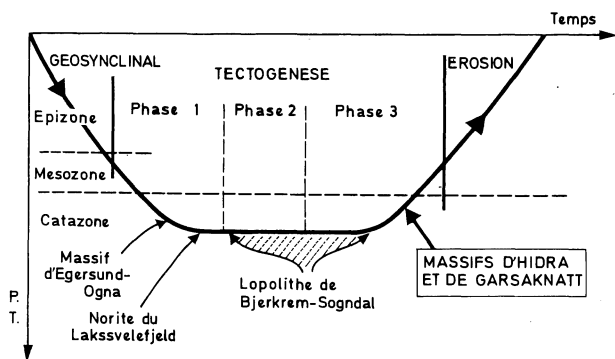 Temps
GEOSYNCLINAL
TECTOGENESE
EROSION
Phase 1
Phase 2
Phase 3
Epizone
Mesozone
Catazone
Massif
d'Egersund-
Ogna
Norite du
Lakssvelefjeld
Lopolithe de
Bjerkrem-Sogndal
MASSIFS D'HIDRA
ET DE GARSAKNATT
P.
T.